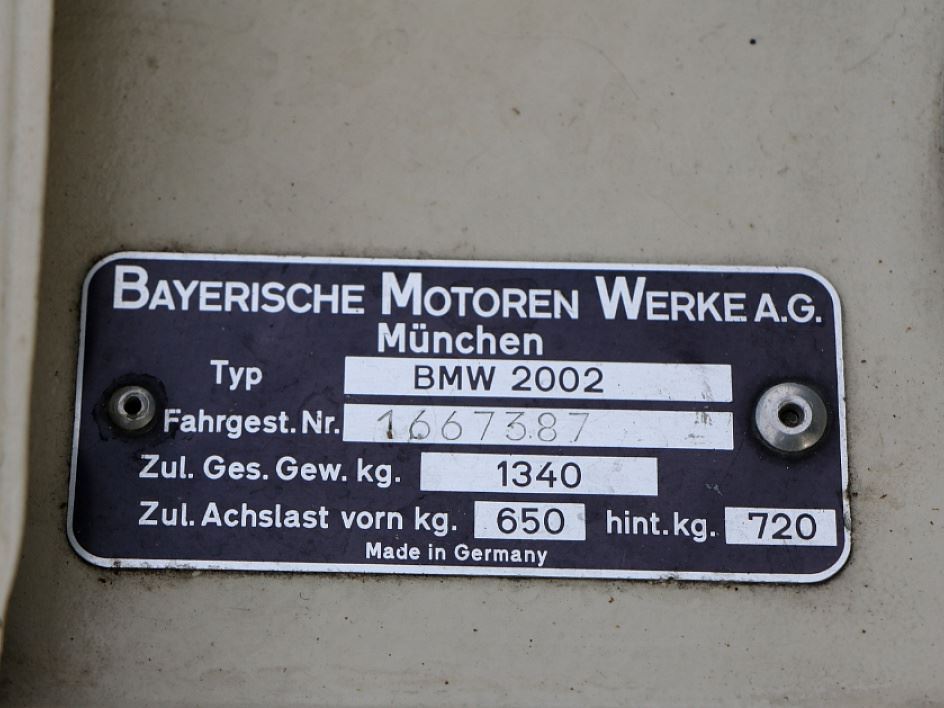 BAYERISCHE MOTOREN WERKE A.G.
München
Typ BMW 2002
Fahrgest. Nr. 1667387
Zul. Ges. Gew. kg. 1340
Zul. Achslast vorn kg. 650 hint. kg. 720
Made in Germany